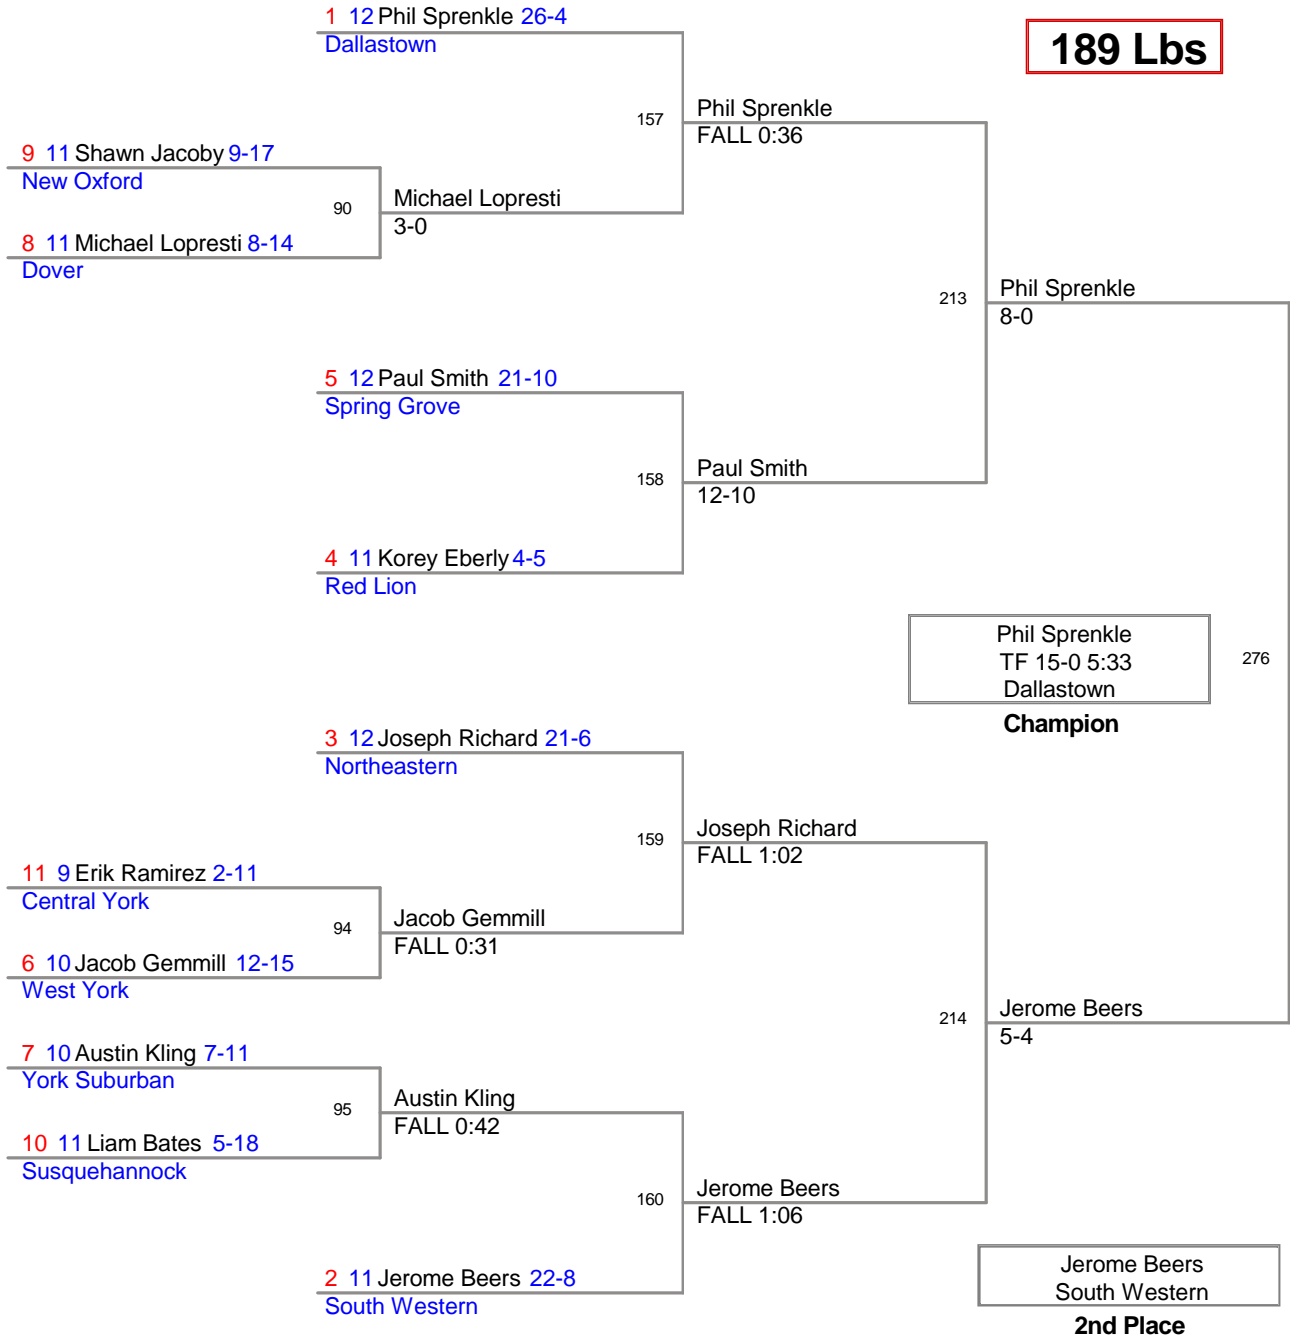 1 12 Phil Sprenkle 26-4
Dallastown
189 Lbs
157
Phil Sprenkle
FALL 0:36
9 11 Shawn Jacoby 9-17
New Oxford
90
Michael Lopresti
3-0
8 11 Michael Lopresti 8-14
Dover
213
Phil Sprenkle
8-0
5 12 Paul Smith 21-10
Spring Grove
158
Paul Smith
12-10
4 11 Korey Eberly 4-5
Red Lion
Phil Sprenkle
TF 15-0 5:33
Dallastown
276
Champion
3 12 Joseph Richard 21-6
Northeastern
159
Joseph Richard
FALL 1:02
11 9 Erik Ramirez 2-11
Central York
94
Jacob Gemmill
FALL 0:31
6 10 Jacob Gemmill 12-15
West York
214
Jerome Beers
5-4
7 10 Austin Kling 7-11
York Suburban
95
Austin Kling
FALL 0:42
10 11 Liam Bates 5-18
Susquehannock
160
Jerome Beers
FALL 1:06
2 11 Jerome Beers 22-8
South Western
Jerome Beers
South Western
2nd Place